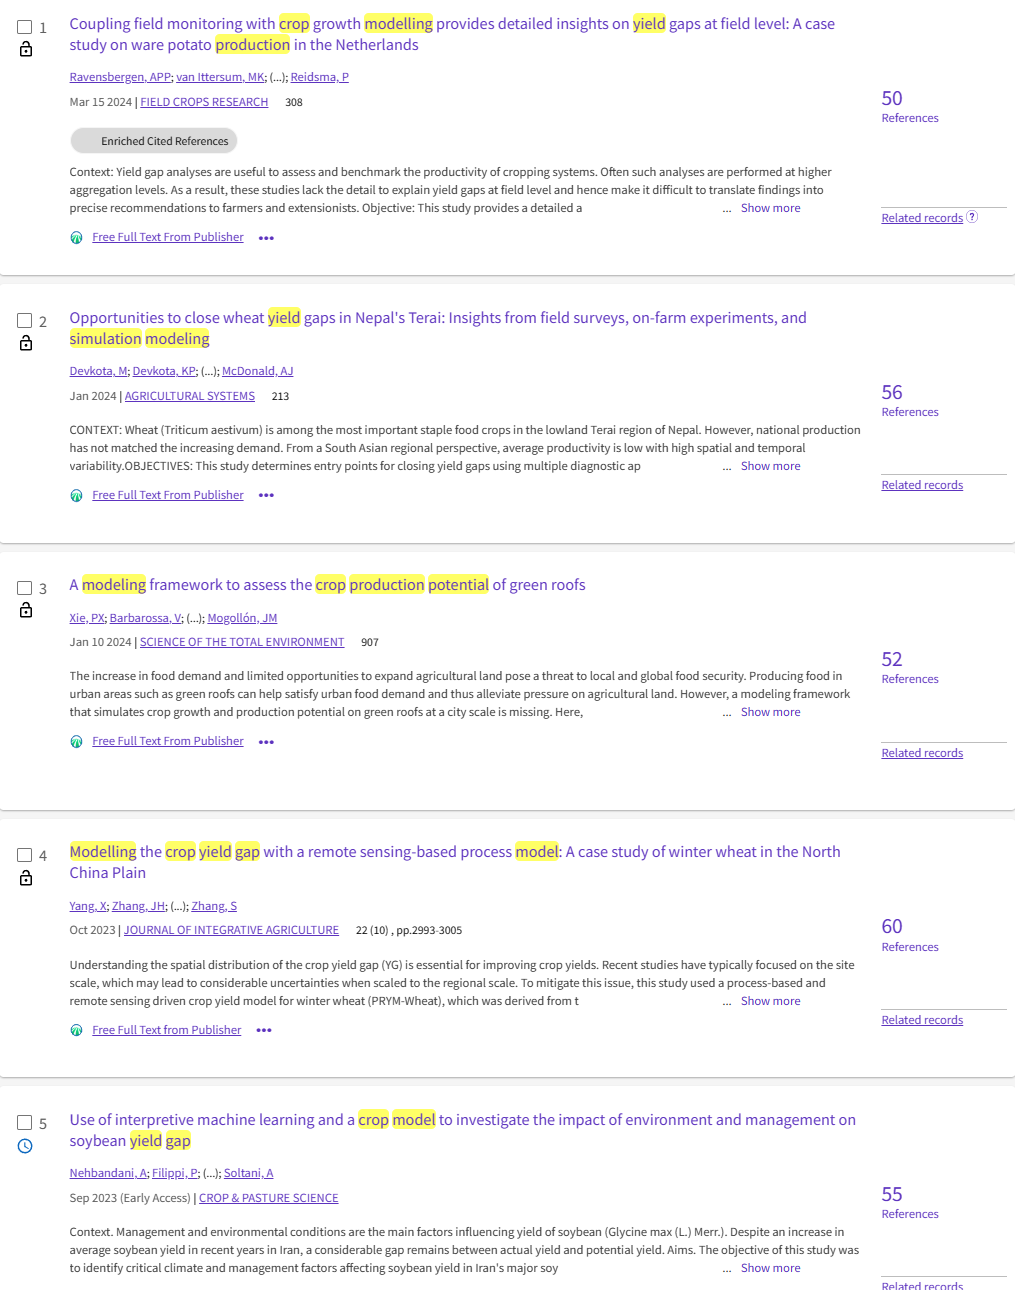 1
Coupling field monitoring with crop growth modelling provides detailed insights on yield gaps at field level: A case
study on ware potato production in the Netherlands
Ravensbergen, APP; van Ittersum, MK; (...); Reidsma, P
Mar 15 2024 | FIELD CROPS RESEARCH 308
50
References
Enriched Cited References
Context: Yield gap analyses are useful to assess and benchmark the productivity of cropping systems. Often such analyses are performed at higher
aggregation levels. As a result, these studies lack the detail to explain yield gaps at field level and hence make it difficult to translate findings into
precise recommendations to farmers and extensionists. Objective: This study provides a detailed a ... Show more
Related records ?
Free Full Text From Publisher •••
2
Opportunities to close wheat yield gaps in Nepal's Terai: Insights from field surveys, on-farm experiments, and
simulation modeling
Devkota, M; Devkota, KP; (...); McDonald, AJ
Jan 2024 | AGRICULTURAL SYSTEMS 213
56
References
CONTEXT: Wheat (Triticum aestivum) is among the most important staple food crops in the lowland Terai region of Nepal. However, national production
has not matched the increasing demand. From a South Asian regional perspective, average productivity is low with high spatial and temporal
variability.OBJECTIVES: This study determines entry points for closing yield gaps using multiple diagnostic ap ... Show more
Related records
Free Full Text From Publisher •••
3
A modeling framework to assess the crop production potential of green roofs
Xie, PX; Barbarossa, V; (...); Mogollón, JM
Jan 10 2024 | SCIENCE OF THE TOTAL ENVIRONMENT 907
52
References
The increase in food demand and limited opportunities to expand agricultural land pose a threat to local and global food security. Producing food in
urban areas such as green roofs can help satisfy urban food demand and thus alleviate pressure on agricultural land. However, a modeling framework
that simulates crop growth and production potential on green roofs at a city scale is missing. Here, ... Show more
Free Full Text From Publisher •••
Related records
4
Modelling the crop yield gap with a remote sensing-based process model: A case study of winter wheat in the North
China Plain
Yang, X; Zhang, JH; (...); Zhang, S
Oct 2023 | JOURNAL OF INTEGRATIVE AGRICULTURE 22 (10) , pp.2993-3005
60
References
Understanding the spatial distribution of the crop yield gap (YG) is essential for improving crop yields. Recent studies have typically focused on the site
scale, which may lead to considerable uncertainties when scaled to the regional scale. To mitigate this issue, this study used a process-based and
remote sensing driven crop yield model for winter wheat (PRYM-Wheat), which was derived from t ... Show more
Related records
Free Full Text from Publisher •••
5
Use of interpretive machine learning and a crop model to investigate the impact of environment and management on
soybean yield gap
Nehbandani, A; Filippi, P; (...); Soltani, A
Sep 2023 (Early Access) | CROP & PASTURE SCIENCE
55
References
Context. Management and environmental conditions are the main factors influencing yield of soybean (Glycine max (L.) Merr.). Despite an increase in
average soybean yield in recent years in Iran, a considerable gap remains between actual yield and potential yield. Aims. The objective of this study was
to identify critical climate and management factors affecting soybean yield in Iran's major soy ... Show more
Related records